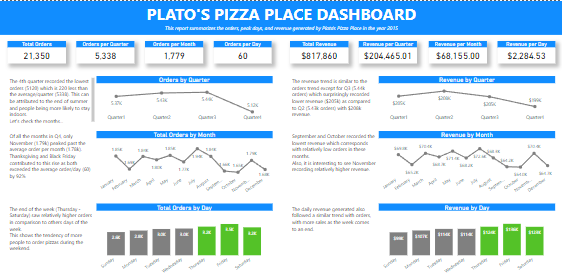 PLATO'S PIZZA PLACE DASHBOARD
This report summarizes the orders, peak days, and revenue generated by Plato's Pizza Place in the year 2015
Total Orders
21,350
Orders per Quarter
5,338
Orders per Month
1,779
Orders per Day
60
Total Revenue
$817,860
Revenue per Quarter
$204,465.01
Revenue per Month
$68,155.00
Revenue per Day
$2,284.53
The 4th quarter recorded the lowest
orders (5120) which is 220 less than
the average/quarter (5338). This can
be attributed to the end of summer
and people being more likely to stay
indoors.
Let's check the months..
Orders by Quarter
Quarter1
Quarter2
Quarter3
Quarter4
The revenue trend is similar to the
orders trend except for Q3 (5.4k
orders) which surprisingly recorded
lower revenue ($205k) as compared
to Q2 (5.4k orders) with $208k
revenue
Revenue by Quarter
$205K
$208K
$205K
$199K
Quarter1
Quarter2
Quarter3
Quarter4
Of all the months in Q4, only
November (1.79k) peaked past the
average order per month (1.78k)
Thanksgiving and Black Friday
contributed to this rise as both
exceeded the average order/day (60)
by 92%
Total Orders by Month
January
February
March
April
May
June
July
August
September
October
November
December
September and October recorded the
lowest revenue which corresponds
with relatively low orders in these
months.
Also, it is interesting to see November
recording relatively higher revenue
Revenue by Month
January
February
March
April
May
June
July
August
October
November
December
The end of the week (Thursday -
Saturday) saw relatively higher orders
in comparison to others days of the
week
This shows the tendency of more
people to order pizzas during the
weekend.
Total Orders by Day
2.6K
2.8K
3.0K
3.0K
3.2K
3.5K
3.2K
Sunday
Monday
Tuesday
Wednesday
Thursday
Friday
Saturday
The daily revenue generated also
followed a similar trend with orders
with more sales as the week comes
to an end.
Revenue by Day
$99K
$107K
$114K
$114K
$124K
$136K
$123K
Sunday
Monday
Tuesday
Wednesday
Thursday
Friday
Saturday